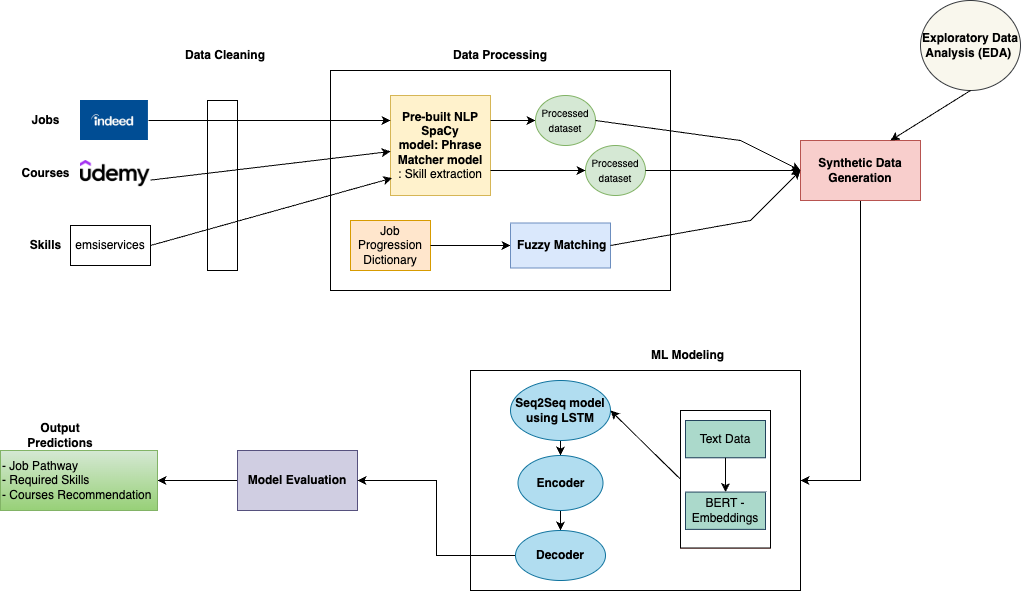 Exploratory Data
Analysis (EDA)
Data Cleaning
Data Processing
Jobs
indeed
Pre-built NLP
SpaCy
model: Phrase
Matcher model
: Skill extraction
Processed
dataset
Courses
ûdemy
Processed
dataset
Synthetic Data
Generation
Skills
emsiservices
Job
Progression
Dictionary
Fuzzy Matching
ML Modeling
Seq2Seq model
using LSTM
Text Data
Encoder
BERT -
Embeddings
Decoder
Model Evaluation
Output
Predictions
- Job Pathway
- Required Skills
- Courses Recommendation